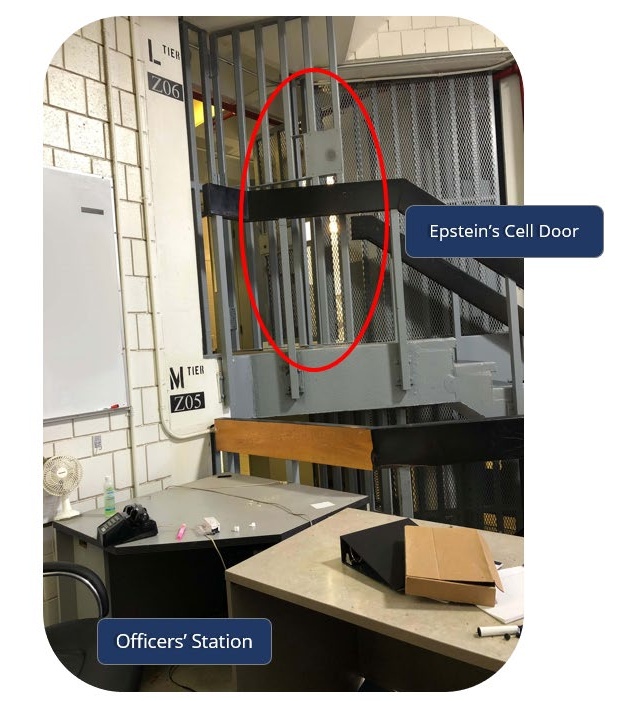 L TIER
Z06
Epstein's Cell Door
M TIER
Z05
Officers' Station